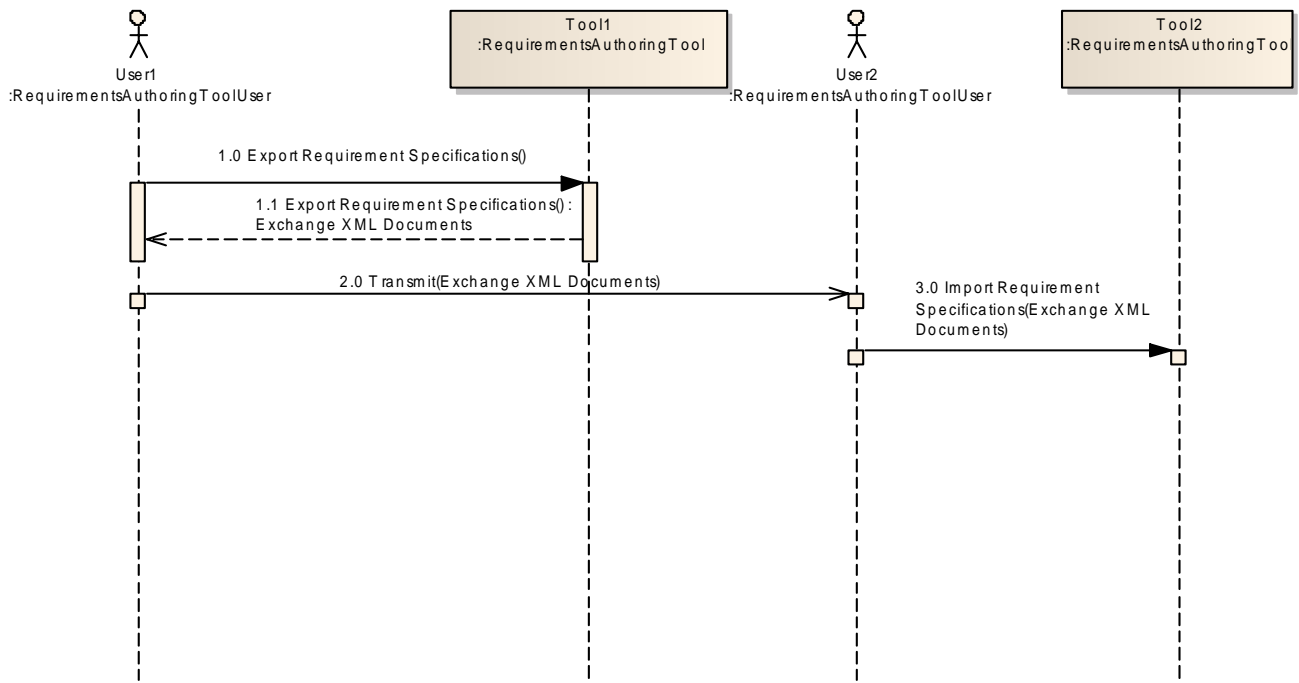 User1
:RequirementsAuthoringToolUser
Tool1
:RequirementsAuthoringTool
User2
:RequirementsAuthoringToolUser
Tool2
:RequirementsAuthoringTool
1.0 Export Requirement Specifications()
1.1 Export Requirement Specifications() :
Exchange XML Documents
2.0 Transmit(Exchange XML Documents)
3.0 Import Requirement
Specifications(Exchange XML
Documents)